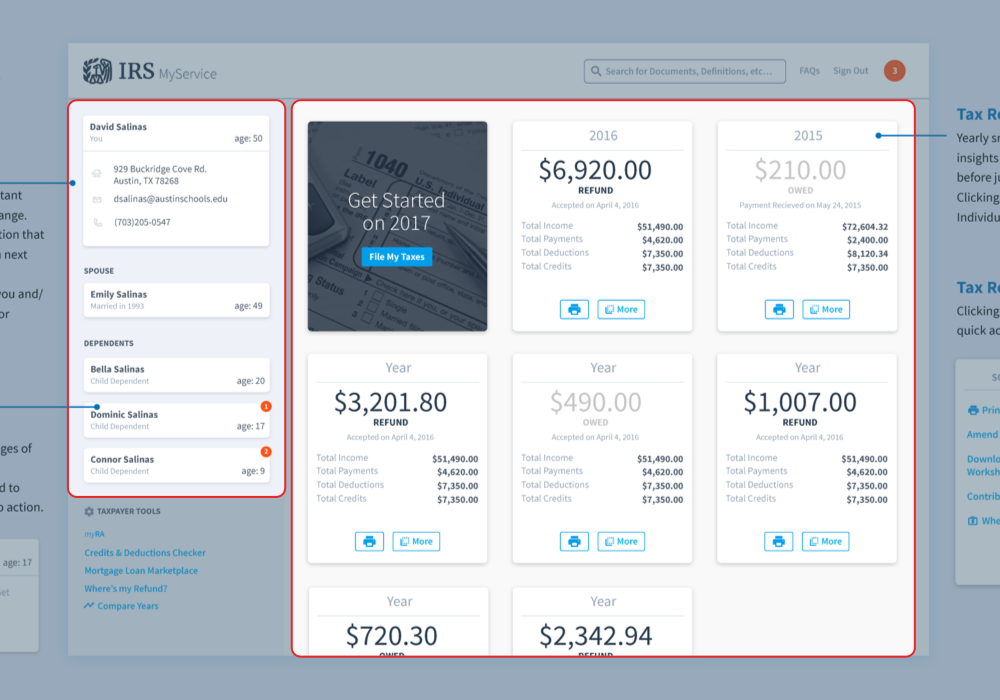 IRS MyService
Search for Documents, Definitions, etc...
FAQs
Sign Out
3
David Salinas
You
age: 50
929 Buckridge Cove Rd.
Austin, TX 78268
dsalinas@austinschools.edu
(703)205-0547
SPOUSE
Emily Salinas
Married in 1993
age: 49
DEPENDENTS
Bella Salinas
Child Dependent
age: 20
1
Dominic Salinas
Child Dependent
age: 17
2
Connor Salinas
Child Dependent
age: 9
TAXPAYER TOOLS
myRA
Credits & Deductions Checker
Mortgage Loan Marketplace
Where's my Refund?
Compare Years
1040
Label
U.S. Individual
Get Started
on 2017
File My Taxes
Status
Single
2016
$6,920.00
REFUND
Accepted on April 4, 2016
Total Income $51,490.00
Total Payments $4,620.00
Total Deductions $7,350.00
Total Credits $7,350.00
More
2015
$210.00
OWED
Payment Recieved on May 24, 2015
Total Income $72,604.32
Total Payments $2,400.00
Total Deductions $8,120.34
Total Credits $7,350.00
More
Year
$3,201.80
REFUND
Accepted on April 4, 2016
Total Income $51,490.00
Total Payments $4,620.00
Total Deductions $7,350.00
Total Credits $7,350.00
More
Year
$490.00
OWED
Accepted on April 4, 2016
Total Income $51,490.00
Total Payments $4,620.00
Total Deductions $7,350.00
Total Credits $7,350.00
More
Year
$1,007.00
REFUND
Accepted on April 4, 2016
Total Income $51,490.00
Total Payments $4,620.00
Total Deductions $7,350.00
Total Credits $7,350.00
More
Year
$720.30
OWED
Year
$2,342.94
REFUND
tant
ange.
tion that
next
you and/
or
ges of
d to
action.
age: 17
et
Tax Re
Yearly sn
insights
before ju
Clicking
Individu
Tax Re
Clicking
quick ac
Prin
Amend
Downlo
Worksh
Contrib
Whe